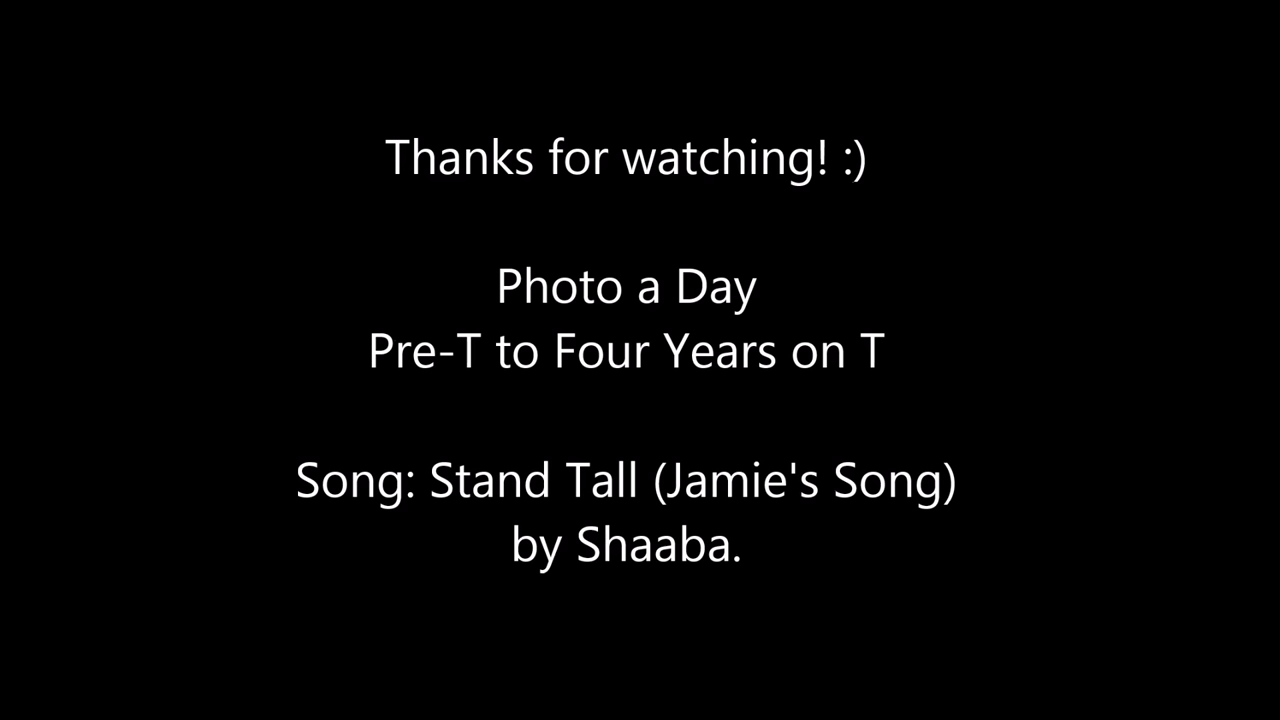 Thanks for watching! :)
Photo a Day
Pre-T to Four Years on T
Song: Stand Tall (Jamie's Song)
by Shaaba.